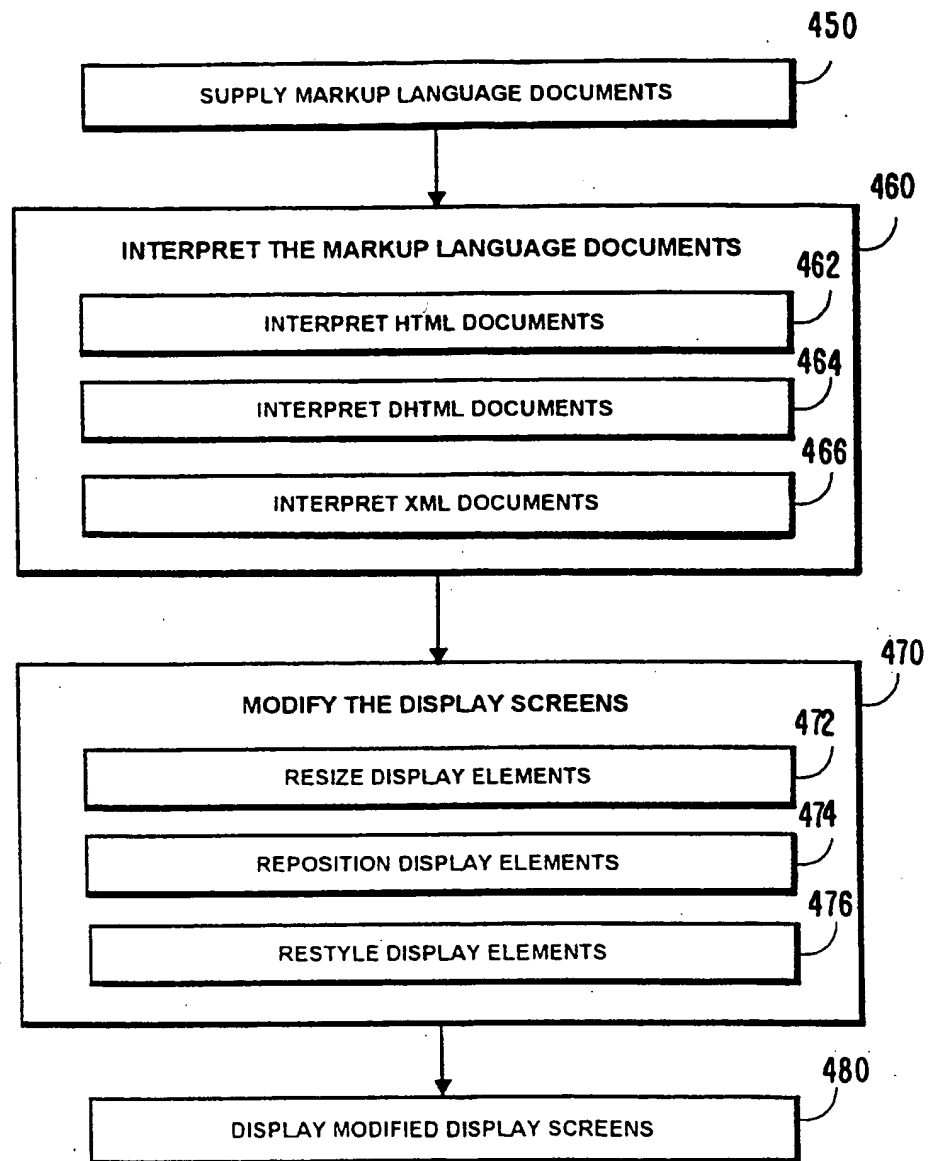 450
SUPPLY MARKUP LANGUAGE DOCUMENTS
460
INTERPRET THE MARKUP LANGUAGE DOCUMENTS
462
INTERPRET HTML DOCUMENTS
464
INTERPRET DHTML DOCUMENTS
466
INTERPRET XML DOCUMENTS
470
MODIFY THE DISPLAY SCREENS
472
RESIZE DISPLAY ELEMENTS
474
REPOSITION DISPLAY ELEMENTS
476
RESTYLE DISPLAY ELEMENTS
480
DISPLAY MODIFIED DISPLAY SCREENS